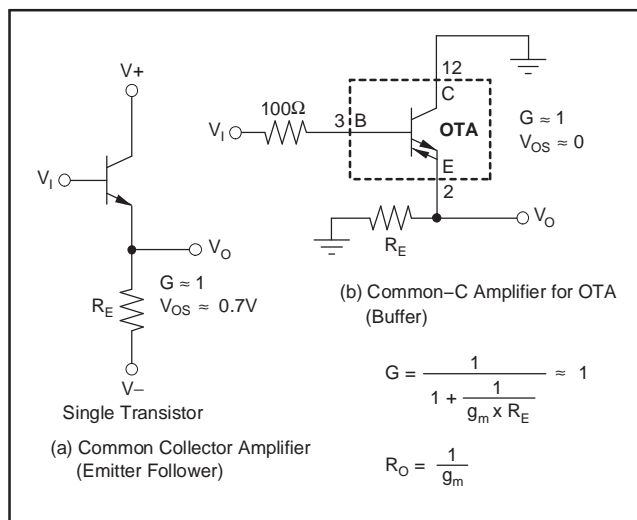 V+
V_I
V_O
R_E
G ≈ 1
V_OS ≈ 0.7V
V−
Single Transistor
(a) Common Collector Amplifier
(Emitter Follower)
12
C
100Ω
V_I
3
B
OTA
G ≈ 1
V_OS ≈ 0
E
2
V_O
R_E
(b) Common−C Amplifier for OTA
(Buffer)
G = 1 / (1 + 1 / (g_m x R_E)) ≈ 1
R_O = 1 / g_m